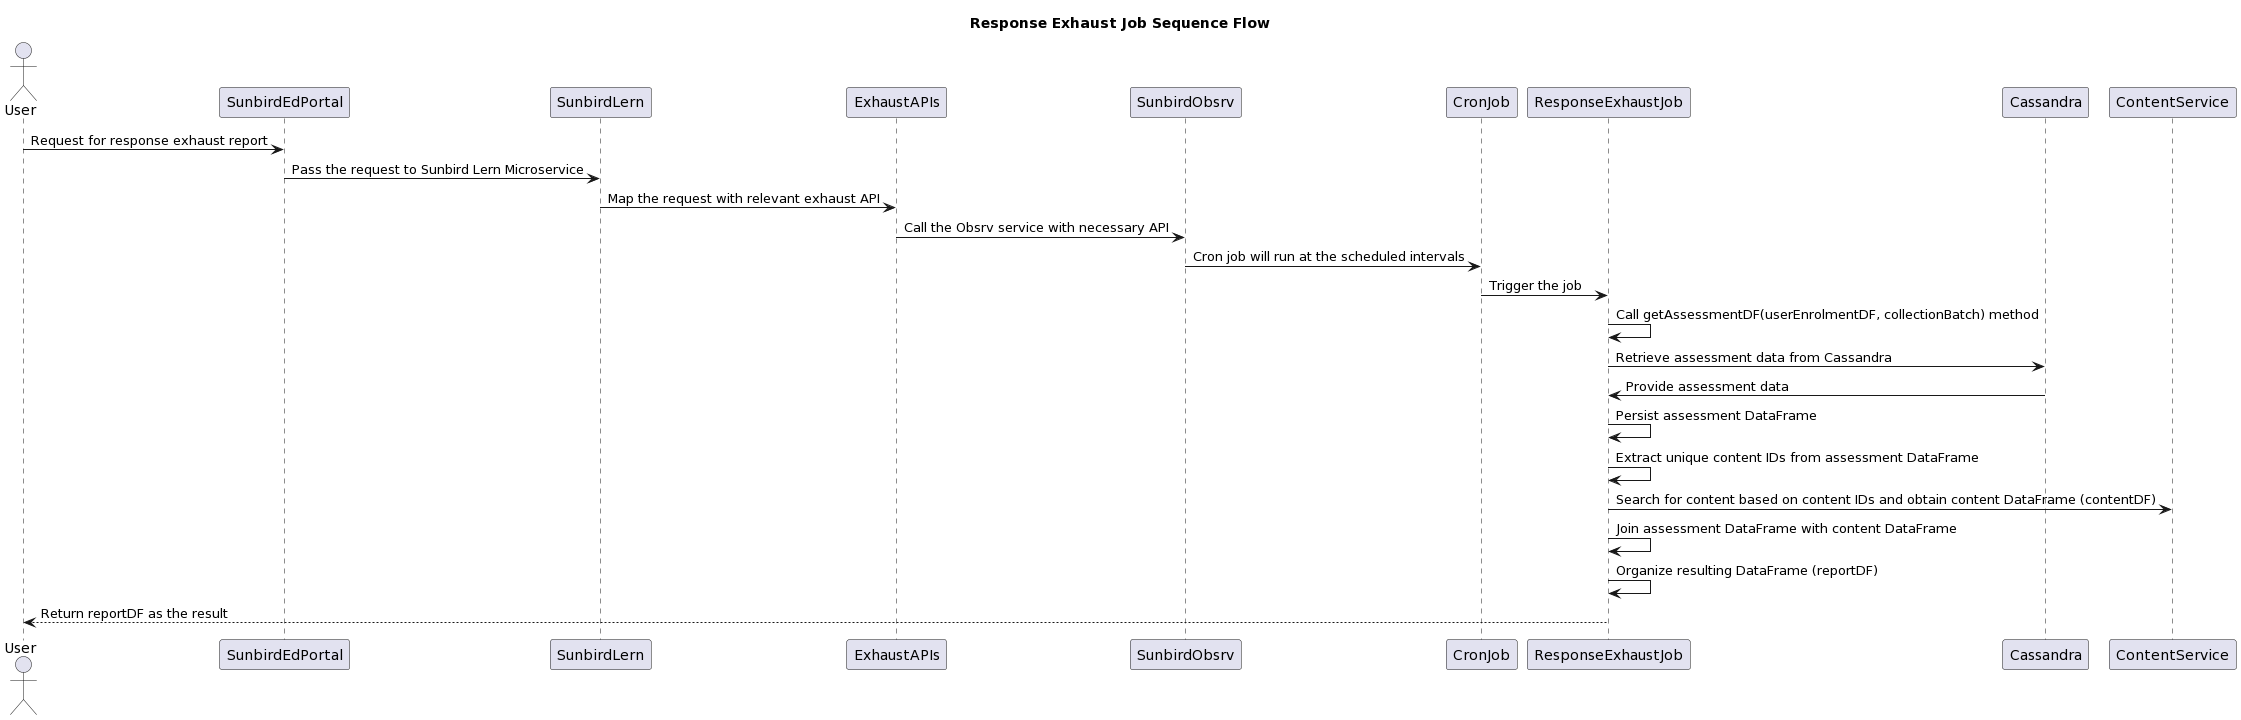 Response Exhaust Job Sequence Flow
User
SunbirdEdPortal
SunbirdLern
ExhaustAPIs
SunbirdObsrv
CronJob
ResponseExhaustJob
Cassandra
ContentService
Request for response exhaust report
Pass the request to Sunbird Lern Microservice
Map the request with relevant exhaust API
Call the Obsrv service with necessary API
Cron job will run at the scheduled intervals
Trigger the job
Call getAssessmentDF(userEnrolmentDF, collectionBatch) method
Retrieve assessment data from Cassandra
Provide assessment data
Persist assessment DataFrame
Extract unique content IDs from assessment DataFrame
Search for content based on content IDs and obtain content DataFrame (contentDF)
Join assessment DataFrame with content DataFrame
Organize resulting DataFrame (reportDF)
Return reportDF as the result
User
SunbirdEdPortal
SunbirdLern
ExhaustAPIs
SunbirdObsrv
CronJob
ResponseExhaustJob
Cassandra
ContentService